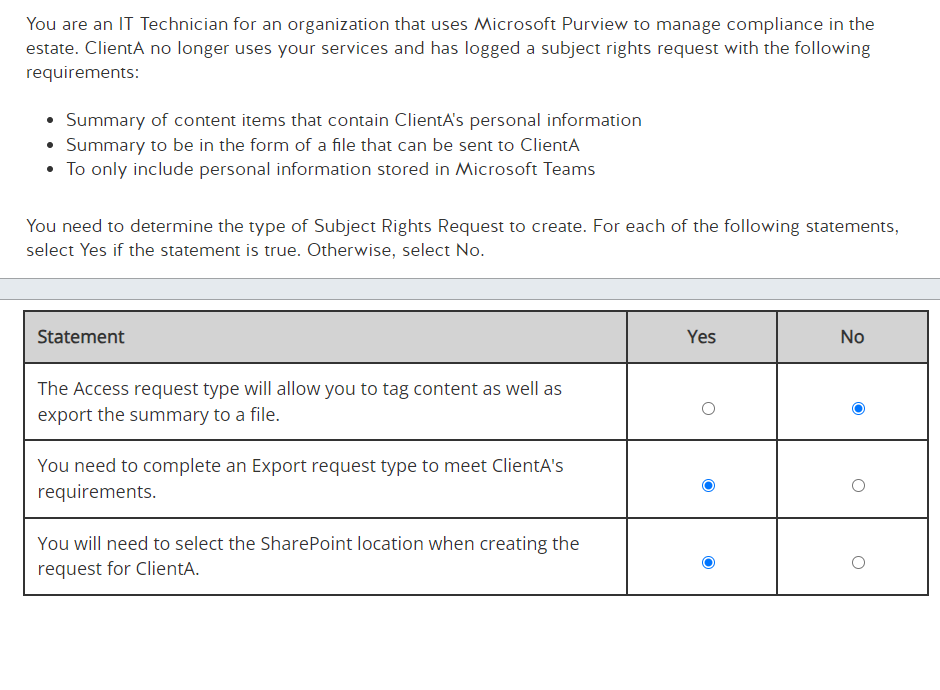 You are an IT Technician for an organization that uses Microsoft Purview to manage compliance in the
estate. ClientA no longer uses your services and has logged a subject rights request with the following
requirements:
• Summary of content items that contain ClientA's personal information
• Summary to be in the form of a file that can be sent to ClientA
• To only include personal information stored in Microsoft Teams
You need to determine the type of Subject Rights Request to create. For each of the following statements,
select Yes if the statement is true. Otherwise, select No.
Statement Yes No
The Access request type will allow you to tag content as well as
export the summary to a file.
You need to complete an Export request type to meet ClientA's
requirements.
You will need to select the SharePoint location when creating the
request for ClientA.